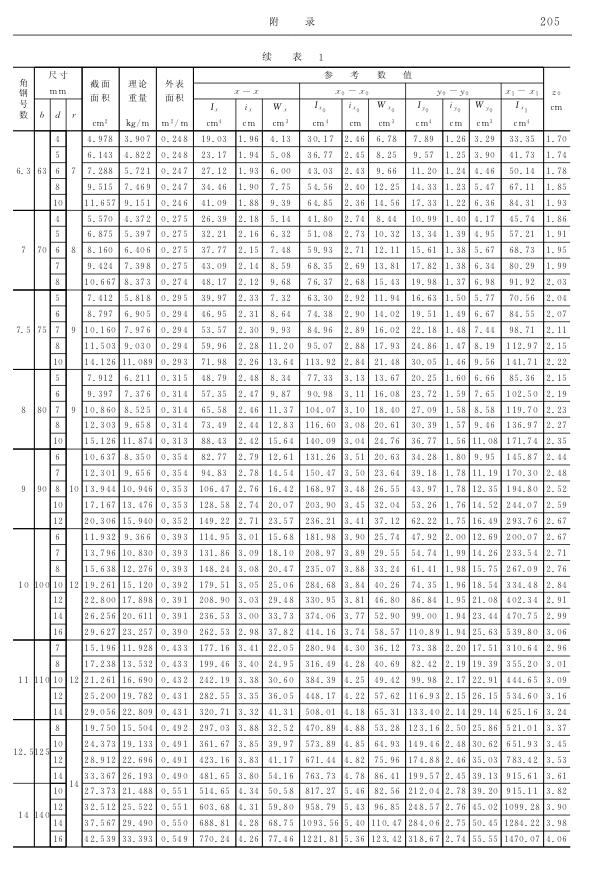 附 录 205
续 表 1
角钢号数 尺寸 mm 截面面积 cm² 理论重量 kg/m 外表面积 m²/m 参 考 数 值 z₀ cm
x－x x₀－x₀ y₀－y₀ x₁－x₁
b d r Iₓ cm⁴ iₓ cm Wₓ cm³ Iₓ₀ cm⁴ iₓ₀ cm Wₓ₀ cm³ I_y₀ cm⁴ i_y₀ cm W_y₀ cm³ Iₓ₁ cm⁴
4 4.978 3.907 0.248 19.03 1.96 4.13 30.17 2.46 6.78 7.89 1.26 3.29 33.35 1.70
5 6.143 4.822 0.248 23.17 1.94 5.08 36.77 2.45 8.25 9.57 1.25 3.90 41.73 1.74
6.3 63 6 7 7.288 5.721 0.247 27.12 1.93 6.00 43.03 2.43 9.66 11.20 1.24 4.46 50.14 1.78
8 9.515 7.469 0.247 34.46 1.90 7.75 54.56 2.40 12.25 14.33 1.23 5.47 67.11 1.85
10 11.657 9.151 0.246 41.09 1.88 9.39 64.85 2.36 14.56 17.33 1.22 6.36 84.31 1.93
4 5.570 4.372 0.275 26.39 2.18 5.14 41.80 2.74 8.44 10.99 1.40 4.17 45.74 1.86
5 6.875 5.397 0.275 32.21 2.16 6.32 51.08 2.73 10.32 13.34 1.39 4.95 57.21 1.91
7 70 6 8 8.160 6.406 0.275 37.77 2.15 7.48 59.93 2.71 12.11 15.61 1.38 5.67 68.73 1.95
7 9.424 7.398 0.275 43.09 2.14 8.59 68.35 2.69 13.81 17.82 1.38 6.34 80.29 1.99
8 10.667 8.373 0.274 48.17 2.12 9.68 76.37 2.68 15.43 19.98 1.37 6.98 91.92 2.03
5 7.412 5.818 0.295 39.97 2.33 7.32 63.30 2.92 11.94 16.63 1.50 5.77 70.56 2.04
6 8.797 6.905 0.294 46.95 2.31 8.64 74.38 2.90 14.02 19.51 1.49 6.67 84.55 2.07
7.5 75 7 9 10.160 7.976 0.294 53.57 2.30 9.93 84.96 2.89 16.02 22.18 1.48 7.44 98.71 2.11
8 11.503 9.030 0.294 59.96 2.28 11.20 95.07 2.88 17.93 24.86 1.47 8.19 112.97 2.15
10 14.126 11.089 0.293 71.98 2.26 13.64 113.92 2.84 21.48 30.05 1.46 9.56 141.71 2.22
5 7.912 6.211 0.315 48.79 2.48 8.34 77.33 3.13 13.67 20.25 1.60 6.66 85.36 2.15
6 9.397 7.376 0.314 57.35 2.47 9.87 90.98 3.11 16.08 23.72 1.59 7.65 102.50 2.19
8 80 7 9 10.860 8.525 0.314 65.58 2.46 11.37 104.07 3.10 18.40 27.09 1.58 8.58 119.70 2.23
8 12.303 9.658 0.314 73.49 2.44 12.83 116.60 3.08 20.61 30.39 1.57 9.46 136.97 2.27
10 15.126 11.874 0.313 88.43 2.42 15.64 140.09 3.04 24.76 36.77 1.56 11.08 171.74 2.35
6 10.637 8.350 0.354 82.77 2.79 12.61 131.26 3.51 20.63 34.28 1.80 9.95 145.87 2.44
7 12.301 9.656 0.354 94.83 2.78 14.54 150.47 3.50 23.64 39.18 1.78 11.19 170.30 2.48
9 90 8 10 13.944 10.946 0.353 106.47 2.76 16.42 168.97 3.48 26.55 43.97 1.78 12.35 194.80 2.52
10 17.167 13.476 0.353 128.58 2.74 20.07 203.90 3.45 32.04 53.26 1.76 14.52 244.07 2.59
12 20.306 15.940 0.352 149.22 2.71 23.57 236.21 3.41 37.12 62.22 1.75 16.49 293.76 2.67
6 11.932 9.366 0.393 114.95 3.01 15.68 181.98 3.90 25.74 47.92 2.00 12.69 200.07 2.67
7 13.796 10.830 0.393 131.86 3.09 18.10 208.97 3.89 29.55 54.74 1.99 14.26 233.54 2.71
8 15.638 12.276 0.393 148.24 3.08 20.47 235.07 3.88 33.24 61.41 1.98 15.75 267.09 2.76
10 100 10 12 19.261 15.120 0.392 179.51 3.05 25.06 284.68 3.84 40.26 74.35 1.96 18.54 334.48 2.84
12 22.800 17.898 0.391 208.90 3.03 29.48 330.95 3.81 46.80 86.84 1.95 21.08 402.34 2.91
14 26.256 20.611 0.391 236.53 3.00 33.73 374.06 3.77 52.90 99.00 1.94 23.44 470.75 2.99
16 29.627 23.257 0.390 262.53 2.98 37.82 414.16 3.74 58.57 110.89 1.94 25.63 539.80 3.06
7 15.196 11.928 0.433 177.16 3.41 22.05 280.94 4.30 36.12 73.38 2.20 17.51 310.64 2.96
8 17.238 13.532 0.433 199.46 3.40 24.95 316.49 4.28 40.69 82.42 2.19 19.39 355.20 3.01
11 110 10 12 21.261 16.690 0.432 242.19 3.38 30.60 384.39 4.25 49.42 99.98 2.17 22.91 444.65 3.09
12 25.200 19.782 0.431 282.55 3.35 36.05 448.17 4.22 57.62 116.93 2.15 26.15 534.60 3.16
14 29.056 22.809 0.431 320.71 3.32 41.31 508.01 4.18 65.31 133.40 2.14 29.14 625.16 3.24
8 19.750 15.504 0.492 297.03 3.88 32.52 470.89 4.88 53.28 123.16 2.50 25.86 521.01 3.37
12.5 125 10 24.373 19.133 0.491 361.67 3.85 39.97 573.89 4.85 64.93 149.46 2.48 30.62 651.93 3.45
12 28.912 22.696 0.491 423.16 3.83 41.17 671.44 4.82 75.96 174.88 2.46 35.03 783.42 3.53
14 14 33.367 26.193 0.490 481.65 3.80 54.16 763.73 4.78 86.41 199.57 2.45 39.13 915.61 3.61
10 27.373 21.488 0.551 514.65 4.34 50.58 817.27 5.46 82.56 212.04 2.78 39.20 915.11 3.82
14 140 12 32.512 25.522 0.551 603.68 4.31 59.80 958.79 5.43 96.85 248.57 2.76 45.02 1099.28 3.90
14 37.567 29.490 0.550 688.81 4.28 68.75 1093.56 5.40 110.47 284.06 2.75 50.45 1284.22 3.98
16 42.539 33.393 0.549 770.24 4.26 77.46 1221.81 5.36 123.42 318.67 2.74 55.55 1470.07 4.06